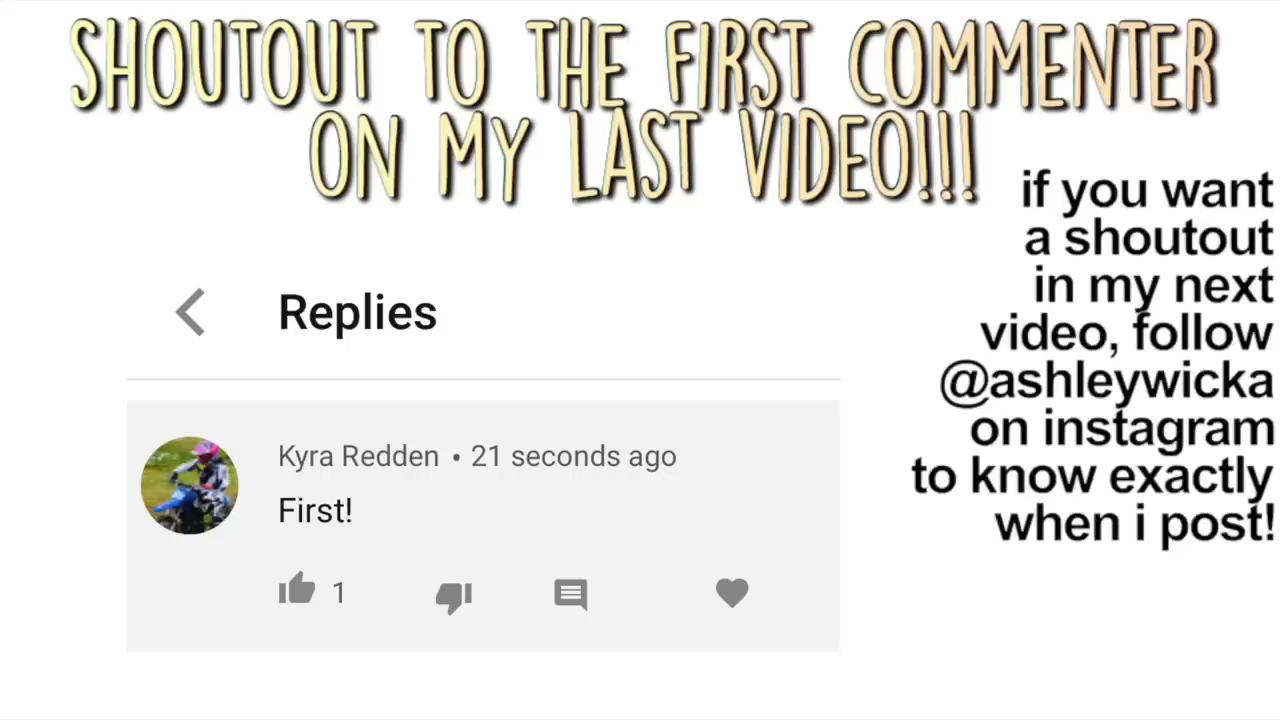 SHOUTOUT TO THE FIRST COMMENTER
ON MY LAST VIDEO!!!
if you want
a shoutout
in my next
video, follow
@ashleywicka
on instagram
to know exactly
when i post!
Replies
Kyra Redden • 21 seconds ago
First!
1